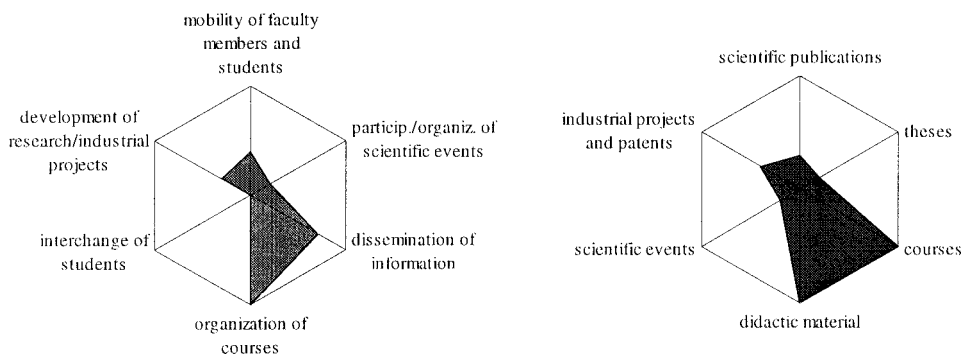 mobility of faculty
members and
students
development of
research/industrial
projects
particip./organiz. of
scientific events
interchange of
students
dissemination of
information
organization of
courses
scientific publications
industrial projects
and patents
theses
scientific events
courses
didactic material